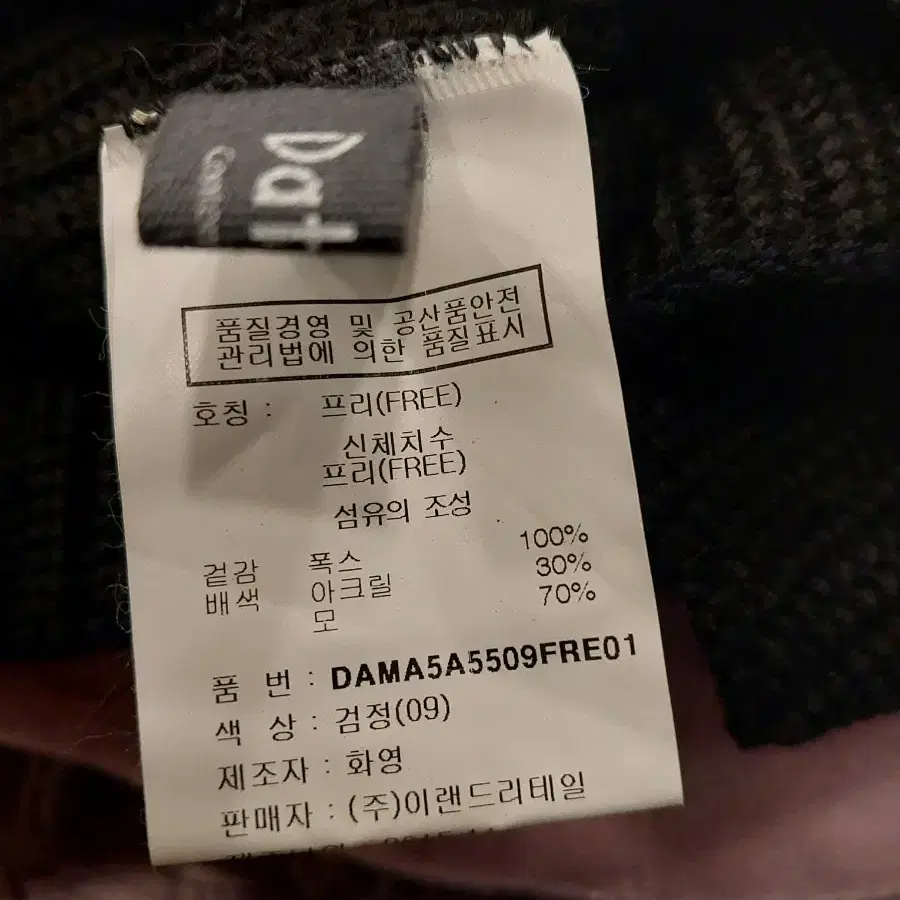 Dat
품질경영 및 공산품안전
관리법에 의한 품질표시
호칭 : 프리(FREE)
신체치수
프리(FREE)
섬유의 조성
겉감 폭스 100%
배색 아크릴 30%
모 70%
품 번 : DAMA5A5509FRE01
색 상 : 검정(09)
제조자 : 화영
판매자 : (주)이랜드리테일